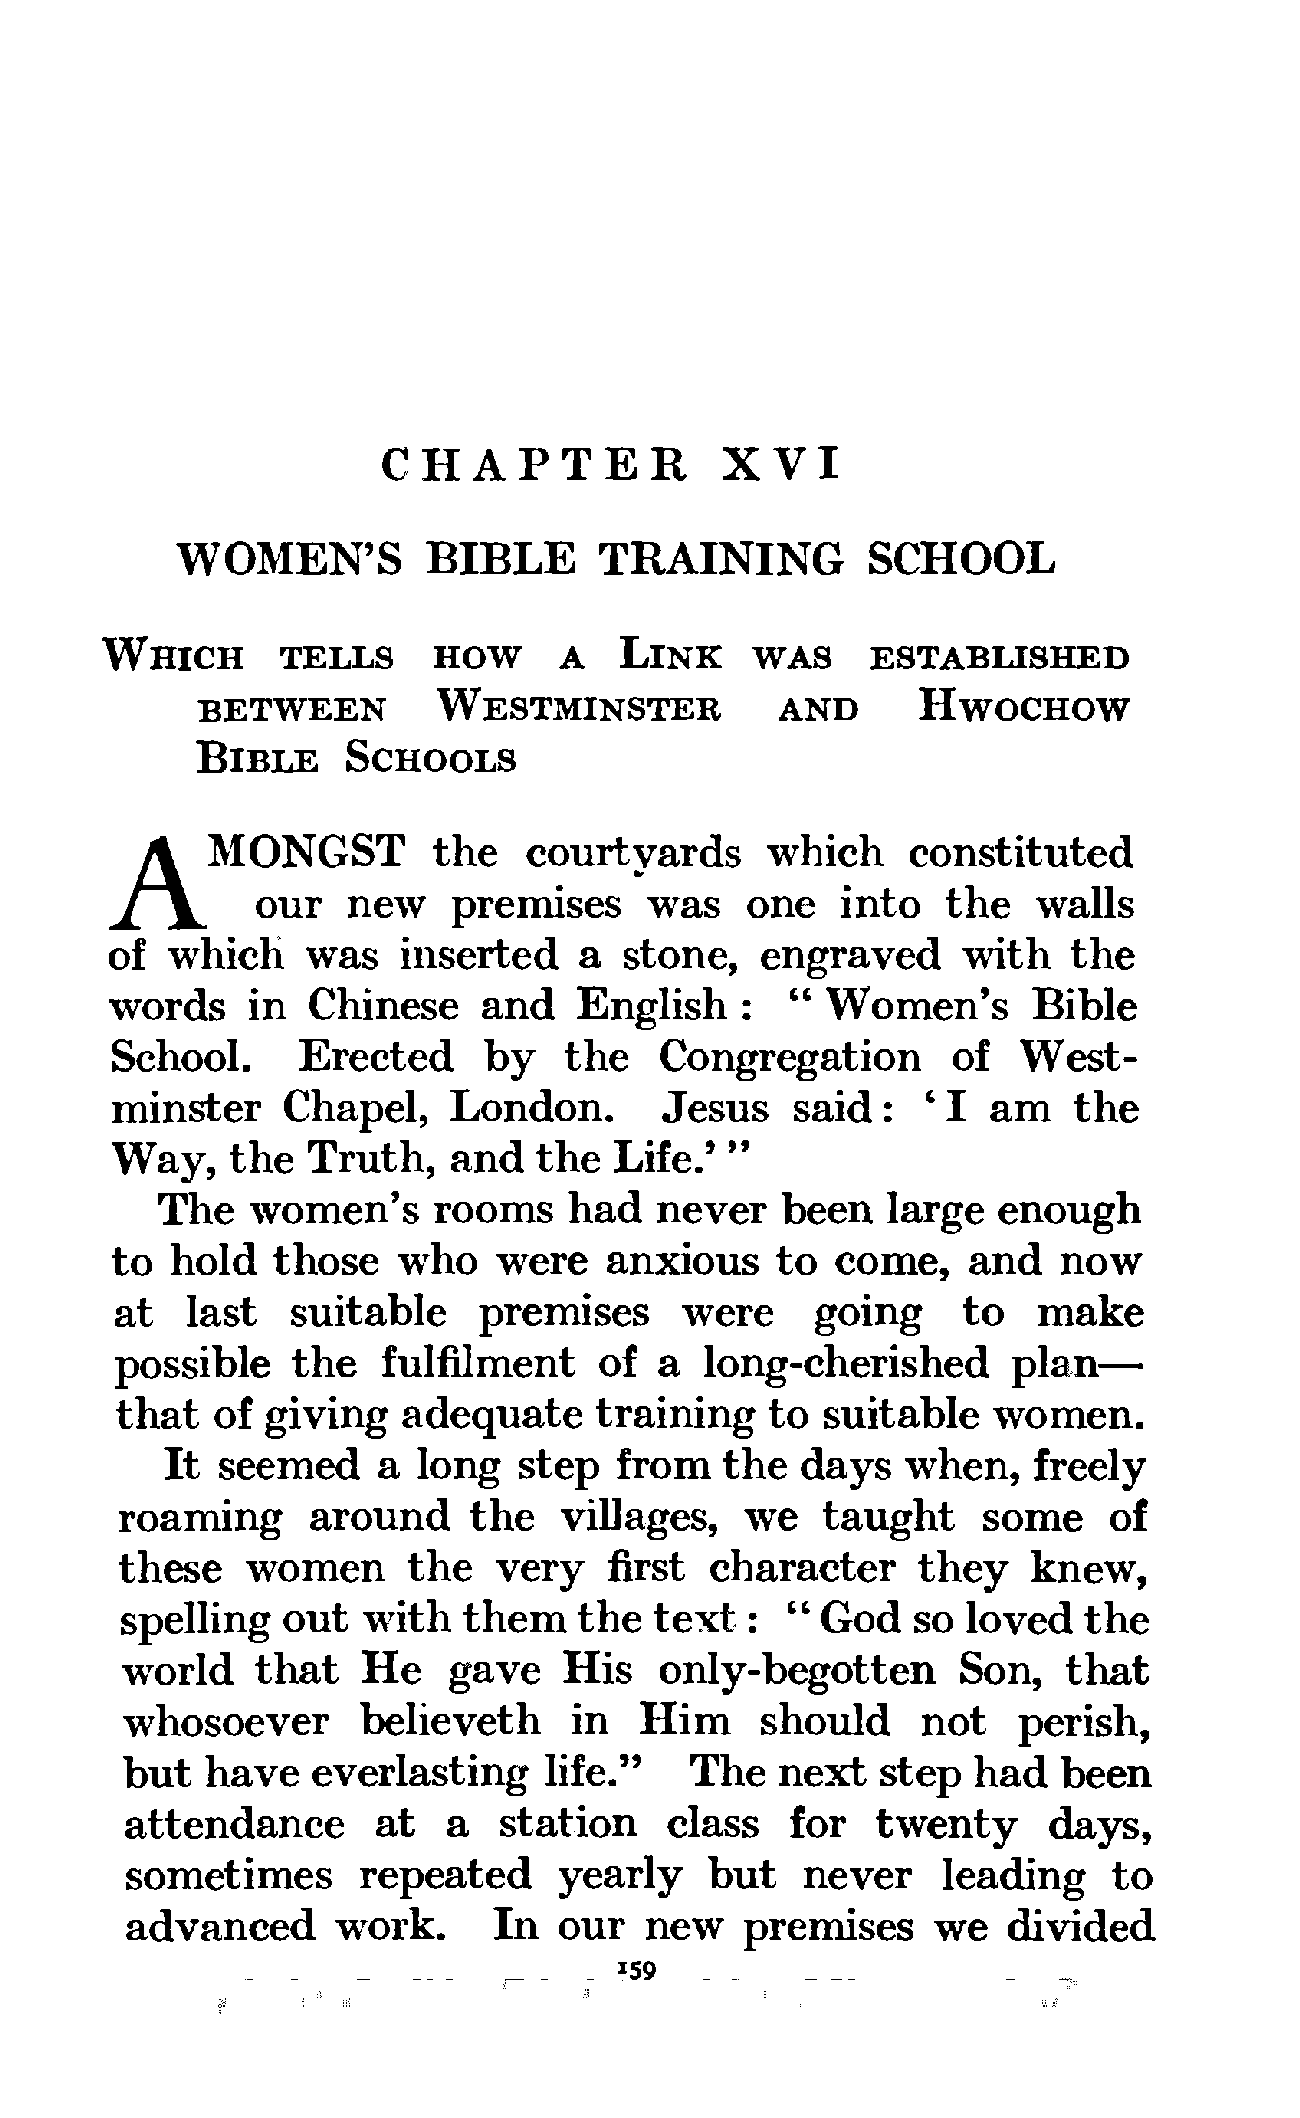 CHAPTER XVI
WOMEN'S BIBLE TRAINING SCHOOL
WHICH TELLS HOW A LINK WAS ESTABLISHED
BETWEEN WESTMINSTER AND HWOCHOW
BIBLE SCHOOLS
AMONGST the courtyards which constituted
our new premises was one into the walls
of which was inserted a stone, engraved with the
words in Chinese and English : " Women's Bible
School. Erected by the Congregation of West-
minster Chapel, London. Jesus said : ' I am the
Way, the Truth, and the Life.' "
The women's rooms had never been large enough
to hold those who were anxious to come, and now
at last suitable premises were going to make
possible the fulfilment of a long-cherished plan—
that of giving adequate training to suitable women.
It seemed a long step from the days when, freely
roaming around the villages, we taught some of
these women the very first character they knew,
spelling out with them the text : " God so loved the
world that He gave His only-begotten Son, that
whosoever believeth in Him should not perish,
but have everlasting life." The next step had been
attendance at a station class for twenty days,
sometimes repeated yearly but never leading to
advanced work. In our new premises we divided
159